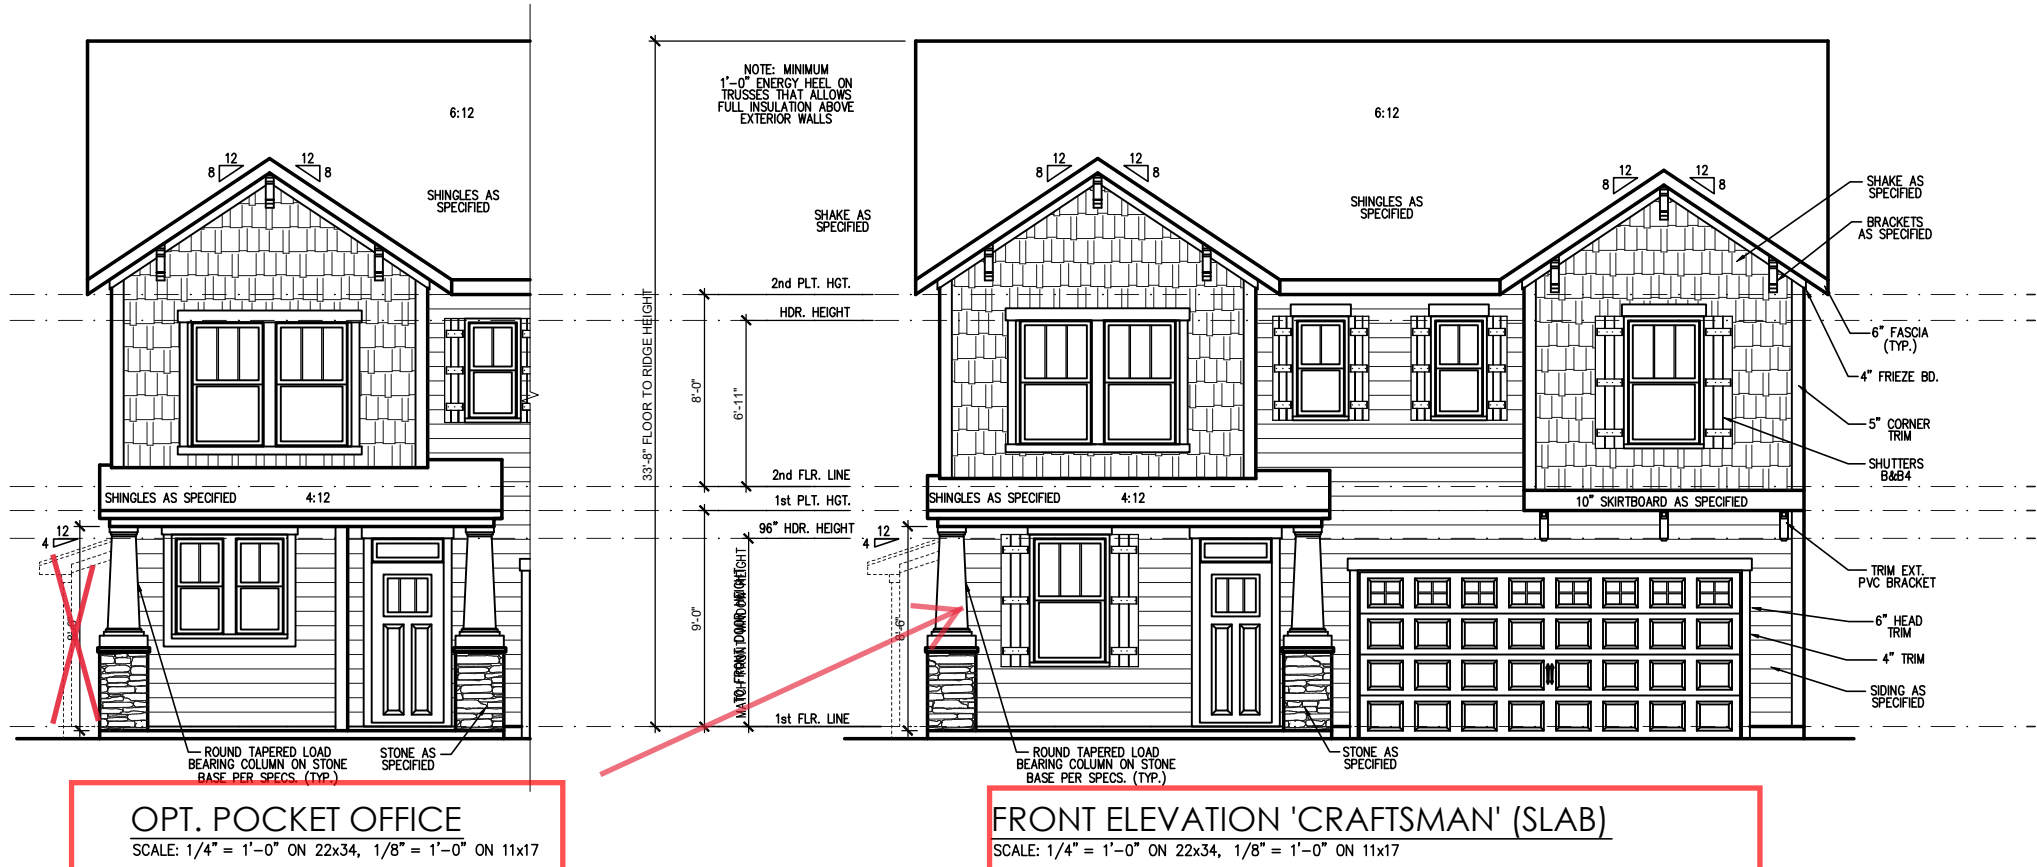 6:12
12
8
12
8
SHINGLES AS
SPECIFIED
SHINGLES AS SPECIFIED
4:12
12
4
ROUND TAPERED LOAD
BEARING COLUMN ON STONE
BASE PER SPECS. (TYP.)
STONE AS
SPECIFIED
OPT. POCKET OFFICE
SCALE: 1/4" = 1'-0" ON 22x34, 1/8" = 1'-0" ON 11x17
NOTE: MINIMUM
1'-0" ENERGY HEEL ON
TRUSSES THAT ALLOWS
FULL INSULATION ABOVE
EXTERIOR WALLS
SHAKE AS
SPECIFIED
33'-8" FLOOR TO RIDGE HEIGHT
2nd PLT. HGT.
HDR. HEIGHT
8'-0"
6'-11"
2nd FLR. LINE
1st PLT. HGT.
96" HDR. HEIGHT
9'-0"
1st FLR. LINE
6:12
12
8
12
8
SHINGLES AS
SPECIFIED
12
8
12
8
SHAKE AS
SPECIFIED
BRACKETS
AS SPECIFIED
6" FASCIA
(TYP.)
4" FRIEZE BD.
5" CORNER
TRIM
SHUTTERS
B&B4
SHINGLES AS SPECIFIED
4:12
10" SKIRTBOARD AS SPECIFIED
12
4
8'-6"
TRIM EXT.
PVC BRACKET
6" HEAD
TRIM
4" TRIM
SIDING AS
SPECIFIED
ROUND TAPERED LOAD
BEARING COLUMN ON STONE
BASE PER SPECS. (TYP.)
STONE AS
SPECIFIED
FRONT ELEVATION 'CRAFTSMAN' (SLAB)
SCALE: 1/4" = 1'-0" ON 22x34, 1/8" = 1'-0" ON 11x17